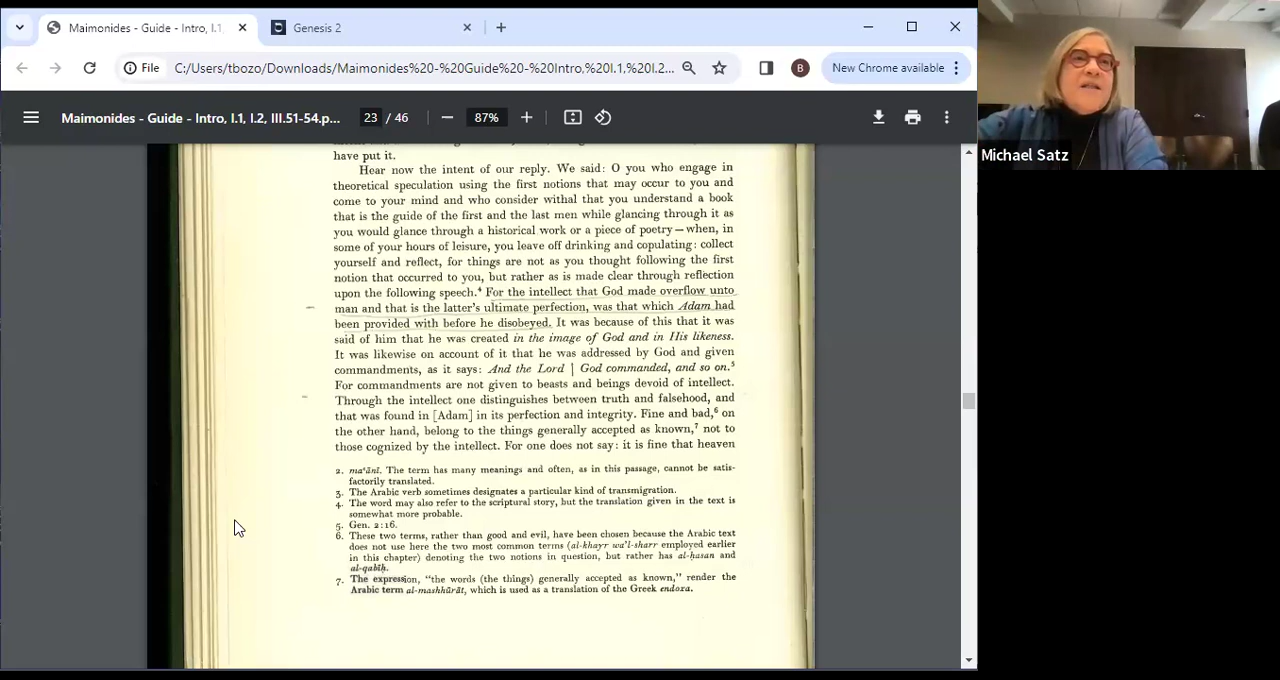 Maimonides - Guide - Intro, I.1,
Genesis 2
File
C:/Users/tbozo/Downloads/Maimonides%20-%20Guide%20-%20Intro,%20I.1,%20I.2...
B
New Chrome available
Maimonides - Guide - Intro, I.1, I.2, III.51-54.p...
23 / 46
87%
Michael Satz
have put it.
Hear now the intent of our reply. We said: O you who engage in
theoretical speculation using the first notions that may occur to you and
come to your mind and who consider withal that you understand a book
that is the guide of the first and the last men while glancing through it as
you would glance through a historical work or a piece of poetry—when, in
some of your hours of leisure, you leave off drinking and copulating: collect
yourself and reflect, for things are not as you thought following the first
notion that occurred to you, but rather as is made clear through reflection
upon the following speech.⁴ For the intellect that God made overflow unto
man and that is the latter's ultimate perfection, was that which Adam had
been provided with before he disobeyed. It was because of this that it was
said of him that he was created in the image of God and in His likeness.
It was likewise on account of it that he was addressed by God and given
commandments, as it says: And the Lord | God commanded, and so on.⁵
For commandments are not given to beasts and beings devoid of intellect.
Through the intellect one distinguishes between truth and falsehood, and
that was found in [Adam] in its perfection and integrity. Fine and bad,⁶ on
the other hand, belong to the things generally accepted as known,⁷ not to
those cognized by the intellect. For one does not say: it is fine that heaven
2. maʿānī. The term has many meanings and often, as in this passage, cannot be satis-
factorily translated.
3. The Arabic verb sometimes designates a particular kind of transmigration.
4. The word may also refer to the scriptural story, but the translation given in the text is
somewhat more probable.
5. Gen. 2:16.
6. These two terms, rather than good and evil, have been chosen because the Arabic text
does not use here the two most common terms (al-khayr wa'l-sharr employed earlier
in this chapter) denoting the two notions in question, but rather has al-ḥasan and
al-qabīḥ.
7. The expression, "the words (the things) generally accepted as known," render the
Arabic term al-mashhūrāt, which is used as a translation of the Greek endoxa.